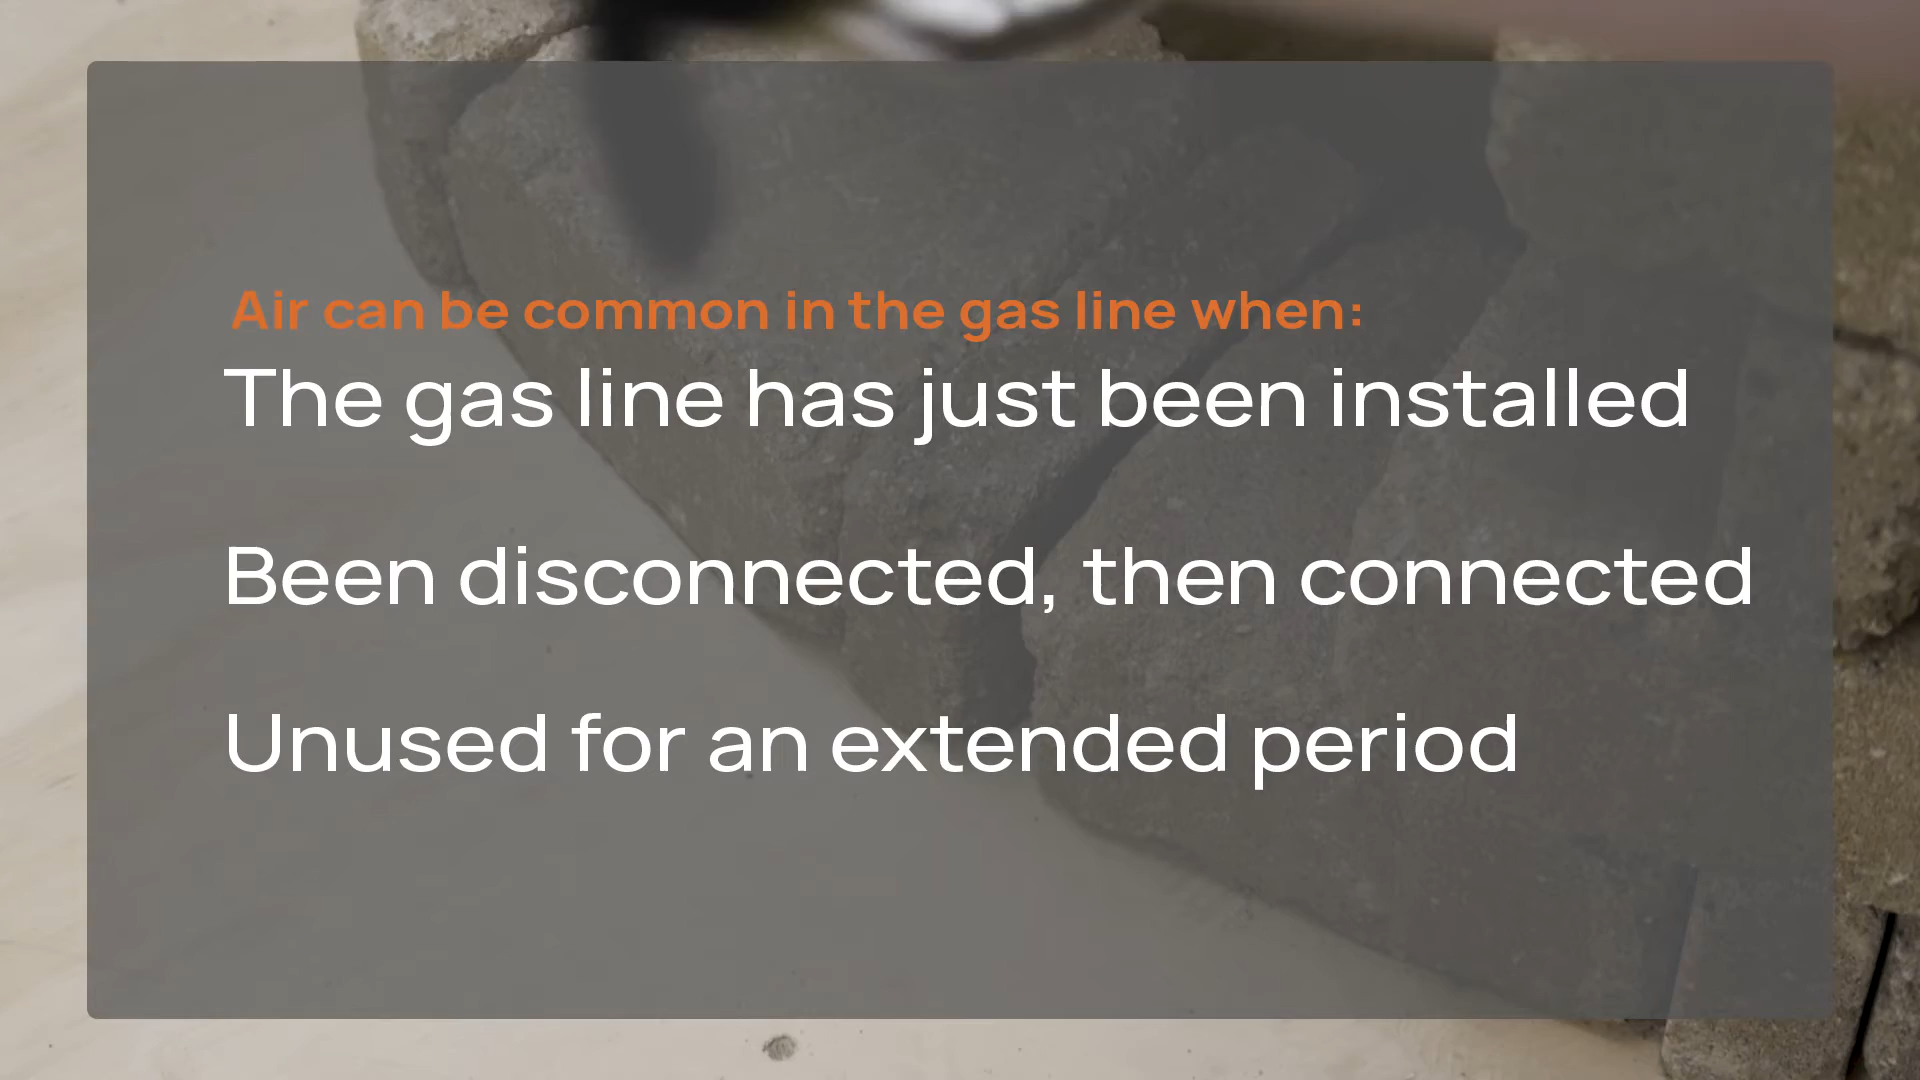 Air can be common in the gas line when:
The gas line has just been installed
Been disconnected, then connected
Unused for an extended period